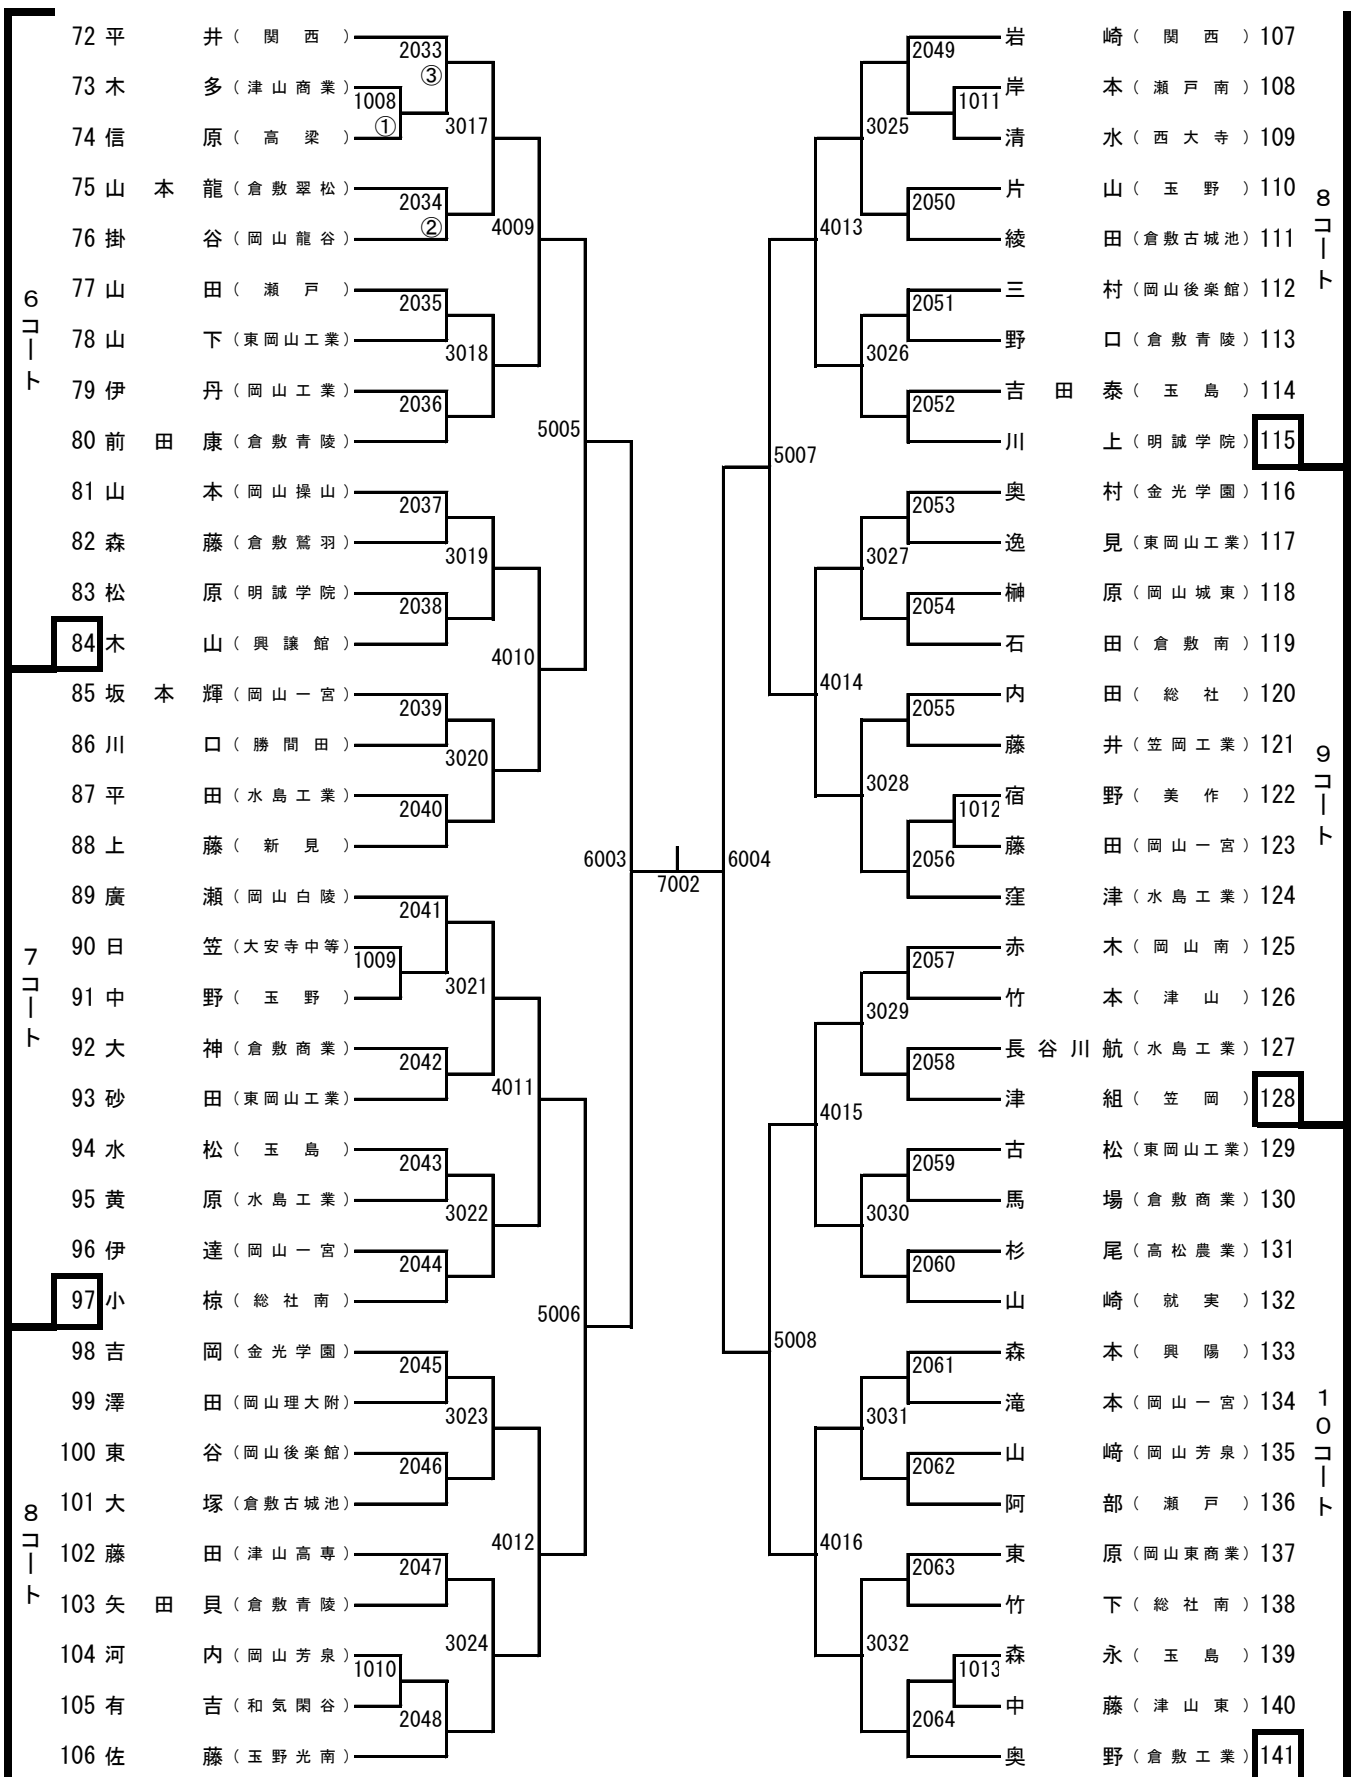 72 平井 (関西)
73 木多 (津山商業)
74 信原 (高梁)
75 山本龍 (倉敷翠松)
76 掛谷 (岡山龍谷)
77 山田 (瀬戸)
78 山下 (東岡山工業)
79 伊丹 (岡山工業)
80 前田康 (倉敷青陵)
81 山本 (岡山操山)
82 森藤 (倉敷鷲羽)
83 松原 (明誠学院)
84 木山 (興譲館)
85 坂本輝 (岡山一宮)
86 川口 (勝間田)
87 平田 (水島工業)
88 上藤 (新見)
89 廣瀬 (岡山白陵)
90 日笠 (大安寺中等)
91 中野 (玉野)
92 大神 (倉敷商業)
93 砂田 (東岡山工業)
94 水松 (玉島)
95 黄原 (水島工業)
96 伊達 (岡山一宮)
97 小椋 (総社南)
98 吉岡 (金光学園)
99 澤田 (岡山理大附)
100 東谷 (岡山後楽館)
101 大塚 (倉敷古城池)
102 藤田 (津山高専)
103 矢田貝 (倉敷青陵)
104 河内 (岡山芳泉)
105 有吉 (和気閑谷)
106 佐藤 (玉野光南)
6コート
7コート
8コート
1008
①
1009
1010
2033
③
2034
②
2035
2036
2037
2038
2039
2040
2041
2042
2043
2044
2045
2046
2047
2048
3017
3018
3019
3020
3021
3022
3023
3024
4009
4010
4011
4012
5005
5006
6003
7002
6004
5007
5008
4013
4014
4015
4016
3025
3026
3027
3028
3029
3030
3031
3032
2049
2050
2051
2052
2053
2054
2055
2056
2057
2058
2059
2060
2061
2062
2063
2064
1011
1012
1013
岩崎 (関西) 107
岸本 (瀬戸南) 108
清水 (西大寺) 109
片山 (玉野) 110
綾田 (倉敷古城池) 111
三村 (岡山後楽館) 112
野口 (倉敷青陵) 113
吉田泰 (玉島) 114
川上 (明誠学院) 115
奥村 (金光学園) 116
逸見 (東岡山工業) 117
榊原 (岡山城東) 118
石田 (倉敷南) 119
内田 (総社) 120
藤井 (笠岡工業) 121
宿野 (美作) 122
藤田 (岡山一宮) 123
窪津 (水島工業) 124
赤木 (岡山南) 125
竹本 (津山) 126
長谷川航 (水島工業) 127
津組 (笠岡) 128
古松 (東岡山工業) 129
馬場 (倉敷商業) 130
杉尾 (高松農業) 131
山崎 (就実) 132
森本 (興陽) 133
滝本 (岡山一宮) 134
山﨑 (岡山芳泉) 135
阿部 (瀬戸) 136
東原 (岡山東商業) 137
竹下 (総社南) 138
森永 (玉島) 139
中藤 (津山東) 140
奥野 (倉敷工業) 141
8コート
9コート
10コート